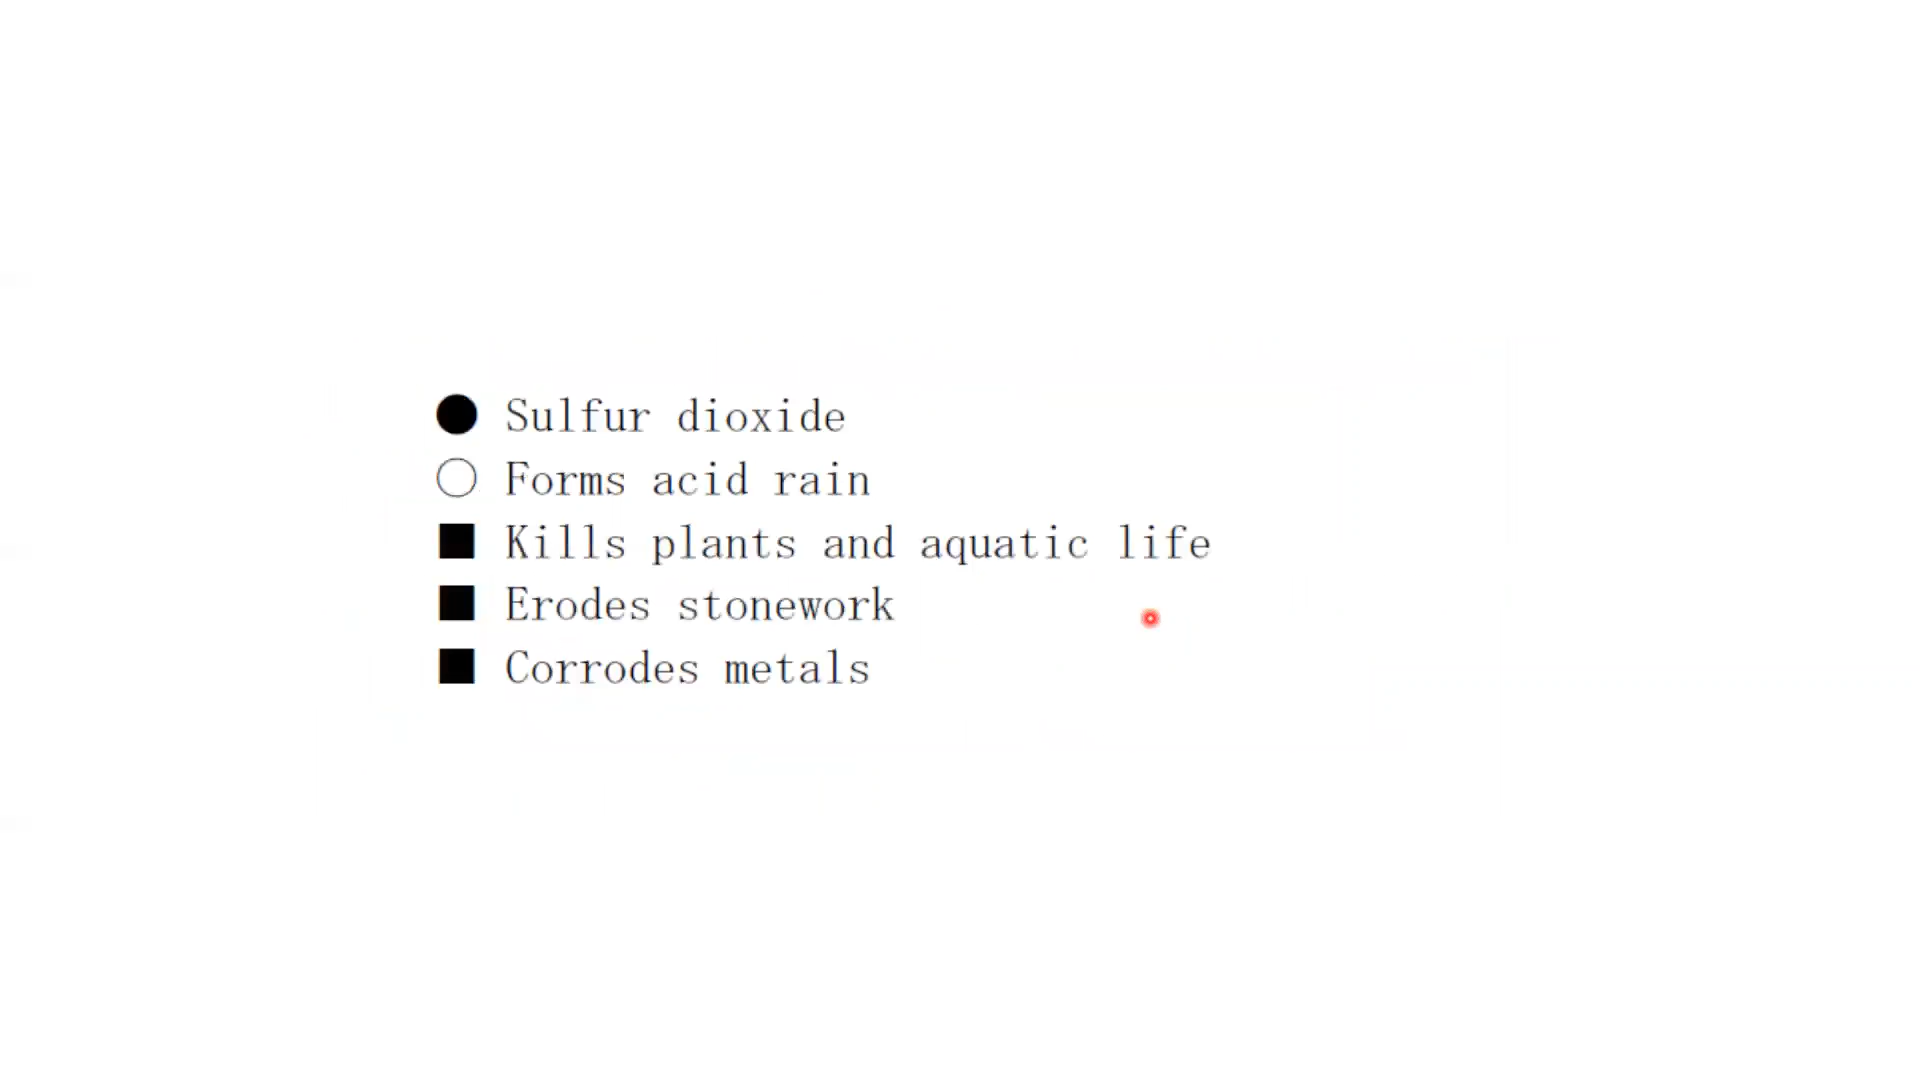 ● Sulfur dioxide
○ Forms acid rain
■ Kills plants and aquatic life
■ Erodes stonework
■ Corrodes metals